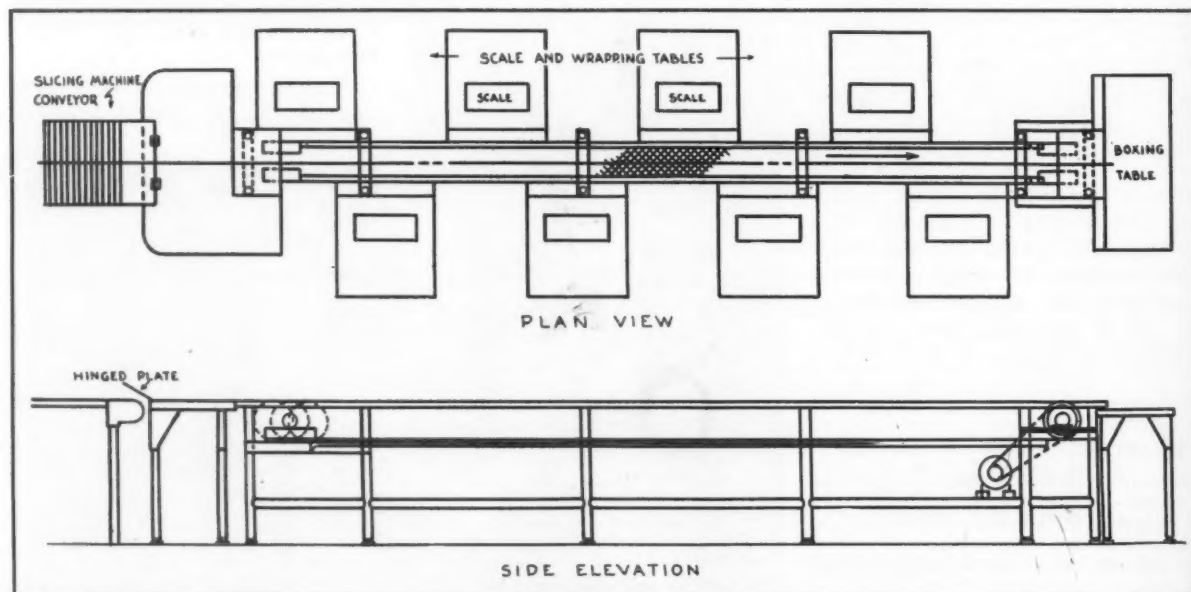 SLICING MACHINE
CONVEYOR
SCALE AND WRAPPING TABLES
SCALE
SCALE
BOXING
TABLE
PLAN VIEW
HINGED PLATE
SIDE ELEVATION